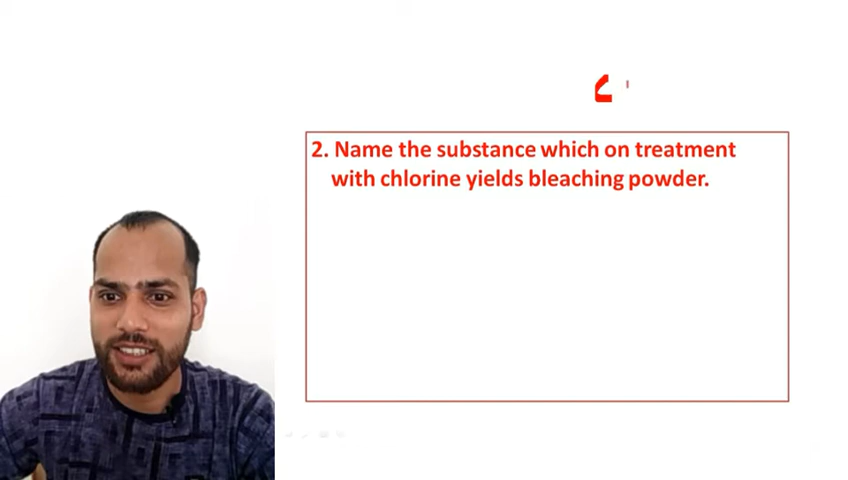 2. Name the substance which on treatment
with chlorine yields bleaching powder.